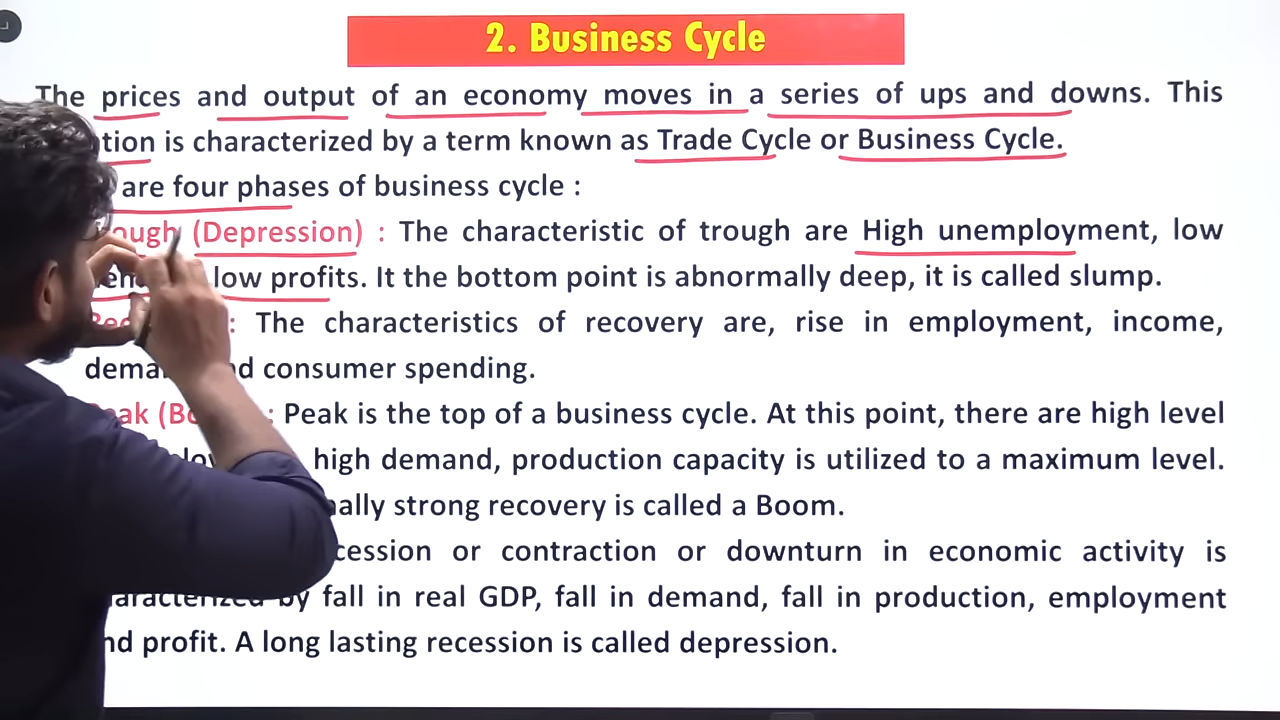 2. Business Cycle
The prices and output of an economy moves in a series of ups and downs. This
is characterized by a term known as Trade Cycle or Business Cycle.
are four phases of business cycle :
(Depression) : The characteristic of trough are High unemployment, low
low profits. It the bottom point is abnormally deep, it is called slump.
: The characteristics of recovery are, rise in employment, income,
consumer spending.
: Peak is the top of a business cycle. At this point, there are high level
high demand, production capacity is utilized to a maximum level.
strong recovery is called a Boom.
or contraction or downturn in economic activity is
by fall in real GDP, fall in demand, fall in production, employment
profit. A long lasting recession is called depression.